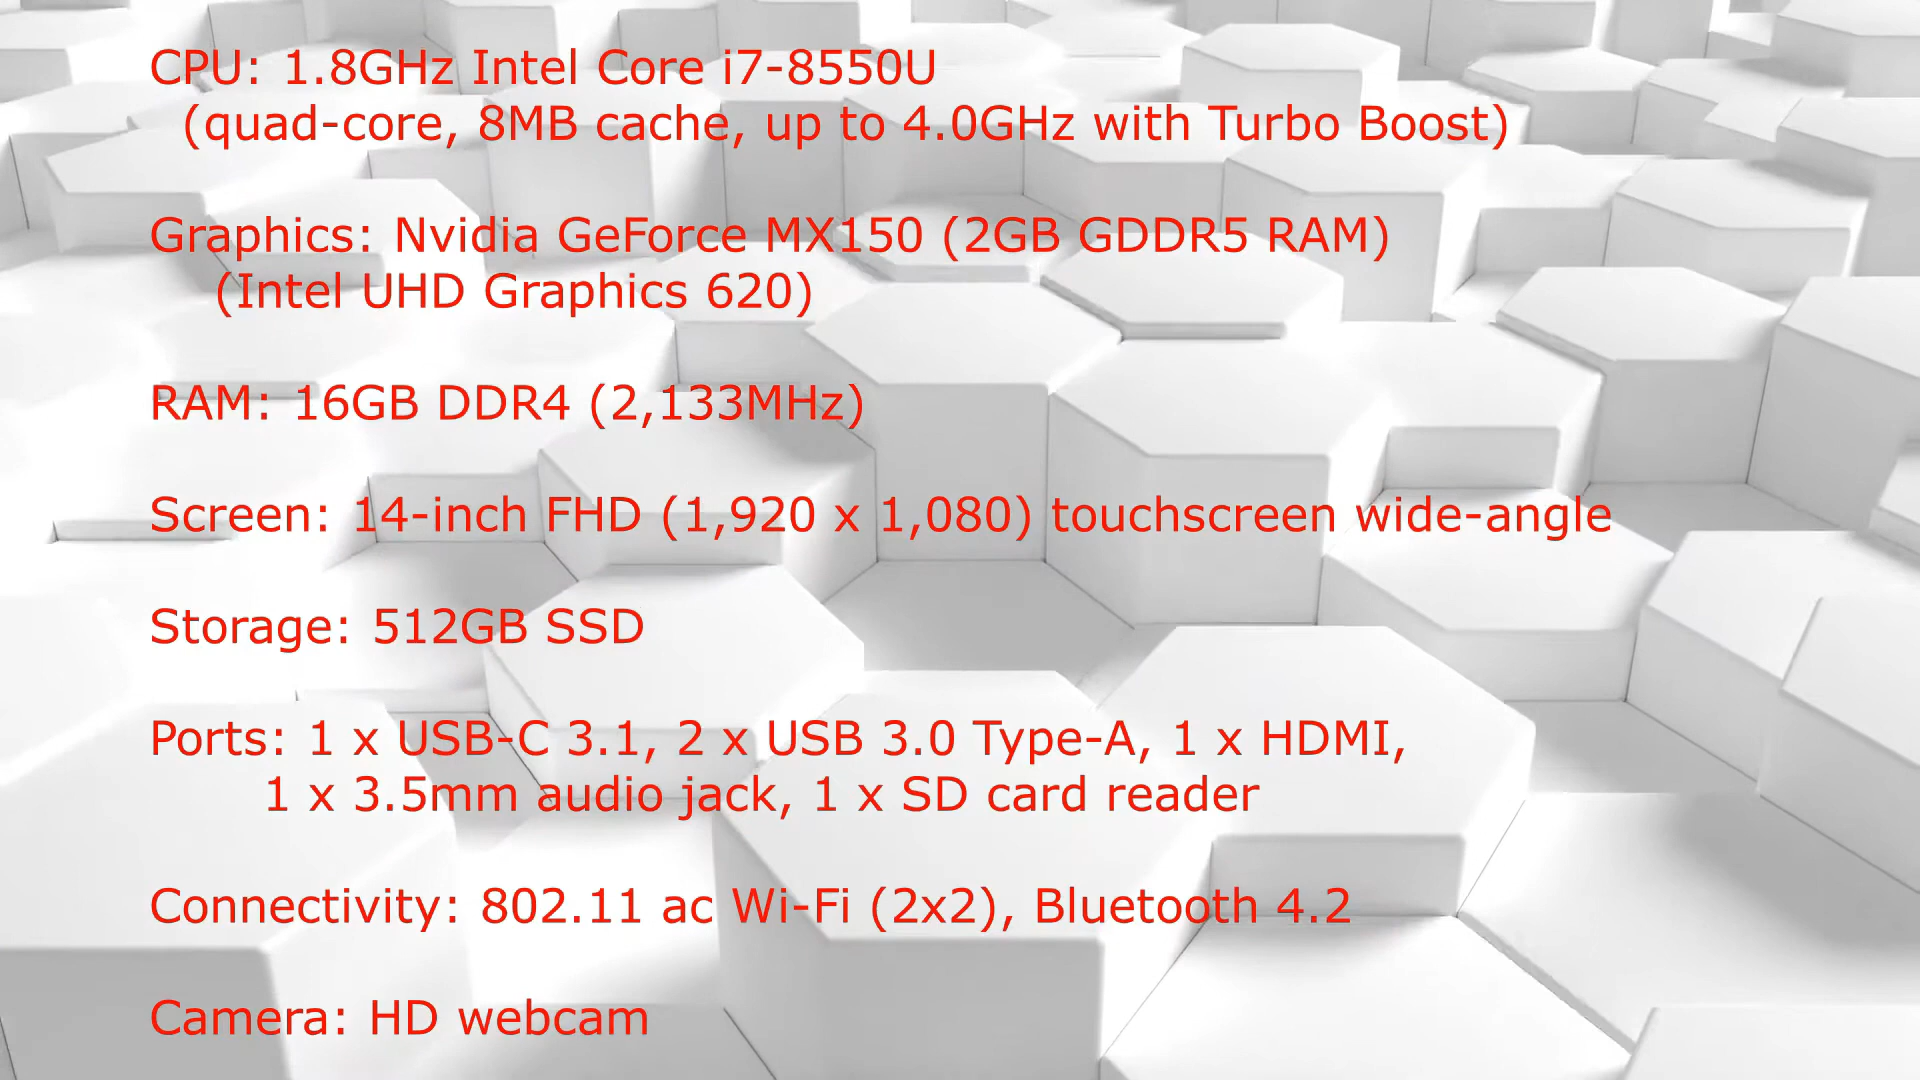 CPU: 1.8GHz Intel Core i7-8550U
(quad-core, 8MB cache, up to 4.0GHz with Turbo Boost)
Graphics: Nvidia GeForce MX150 (2GB GDDR5 RAM)
(Intel UHD Graphics 620)
RAM: 16GB DDR4 (2,133MHz)
Screen: 14-inch FHD (1,920 x 1,080) touchscreen wide-angle
Storage: 512GB SSD
Ports: 1 x USB-C 3.1, 2 x USB 3.0 Type-A, 1 x HDMI,
1 x 3.5mm audio jack, 1 x SD card reader
Connectivity: 802.11 ac Wi-Fi (2x2), Bluetooth 4.2
Camera: HD webcam